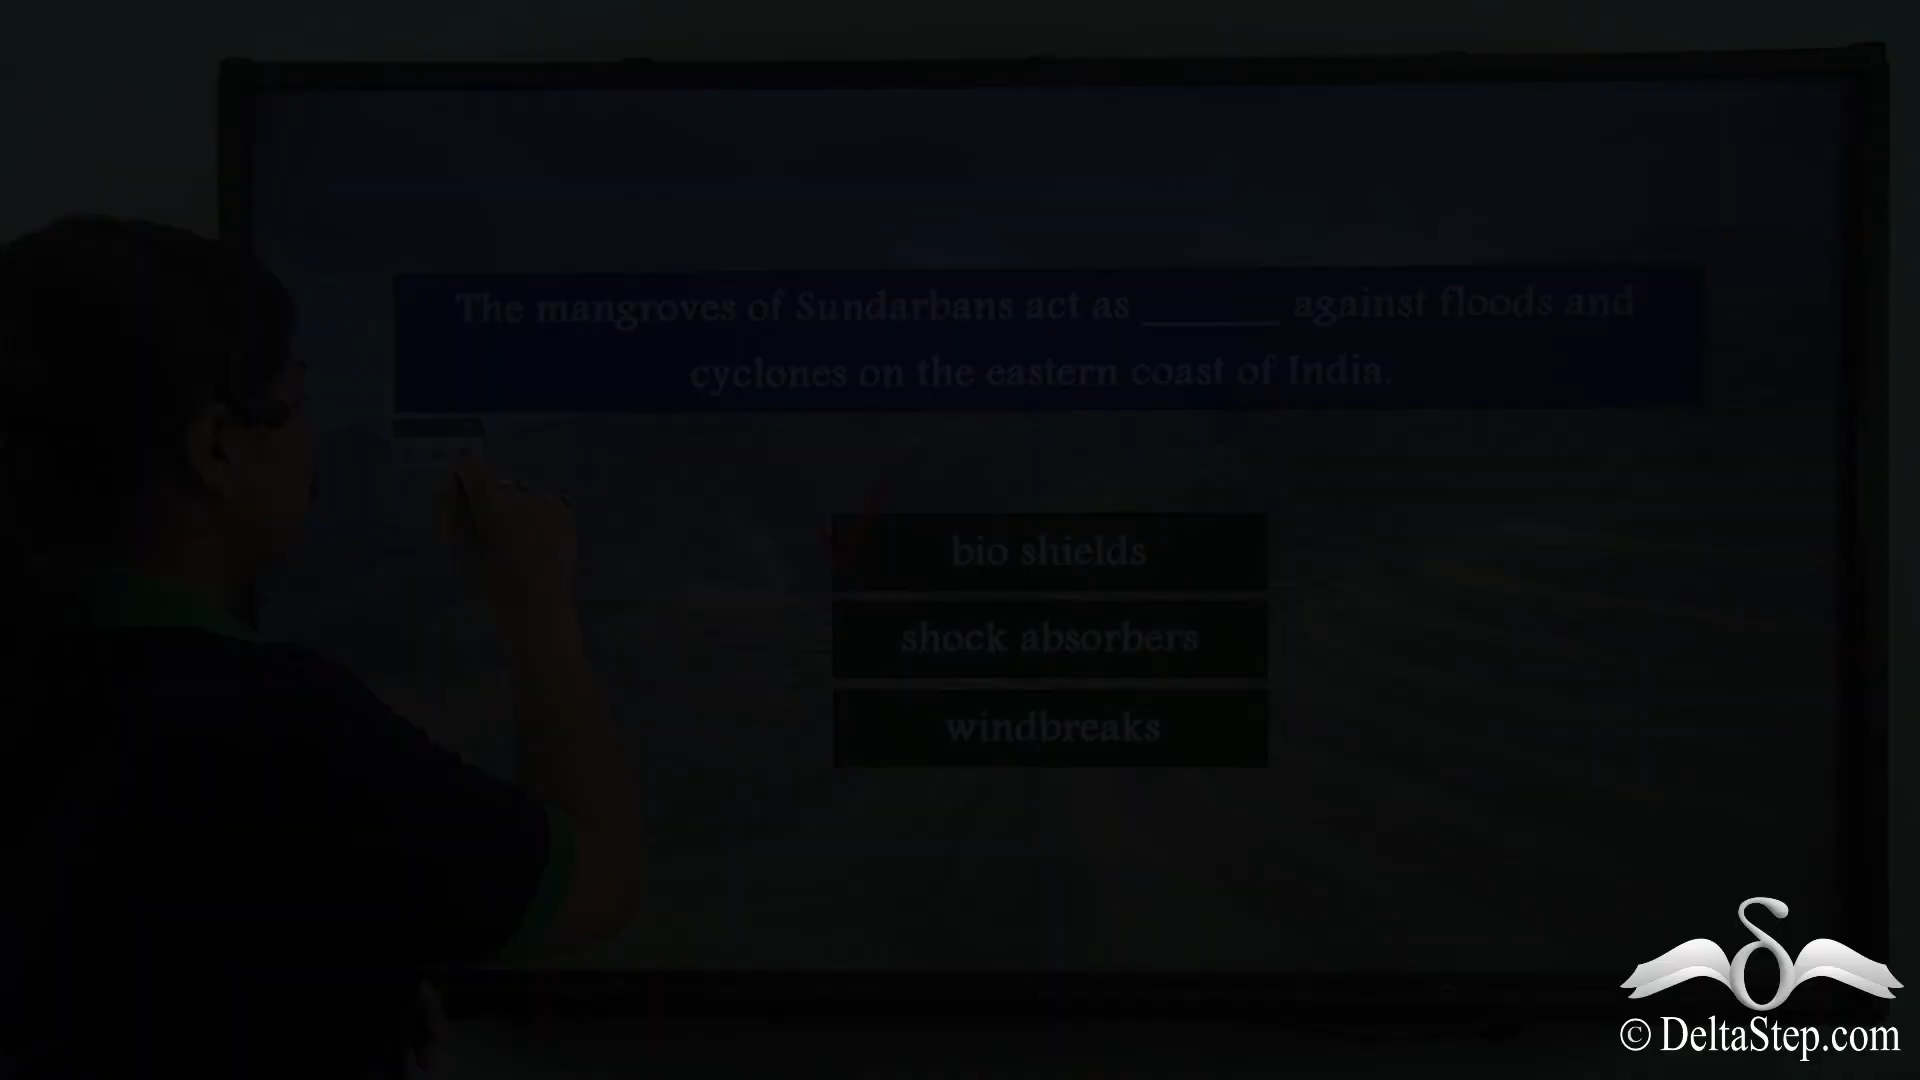 The mangroves of Sundarbans act as ______ against floods and
cyclones on the eastern coast of India.
bio shields
shock absorbers
windbreaks
© DeltaStep.com